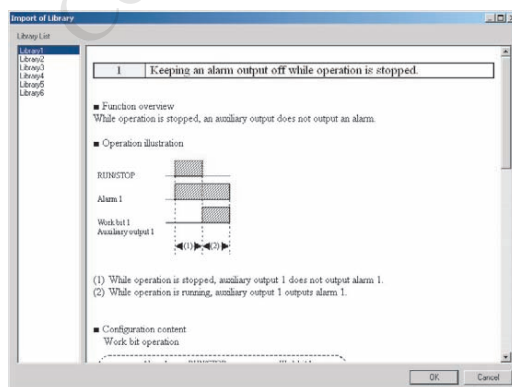 Import of Library
Library List
Library1
Library2
Library3
Library4
Library5
Library6
1 Keeping an alarm output off while operation is stopped.
■ Function overview
While operation is stopped, an auxiliary output does not output an alarm.
■ Operation illustration
RUN/STOP
Alarm 1
Work bit 1
Auxiliary output 1
(1) (2)
(1) While operation is stopped, auxiliary output 1 does not output alarm 1.
(2) While operation is running, auxiliary output 1 outputs alarm 1.
■ Configuration content
Work bit operation
OK Cancel